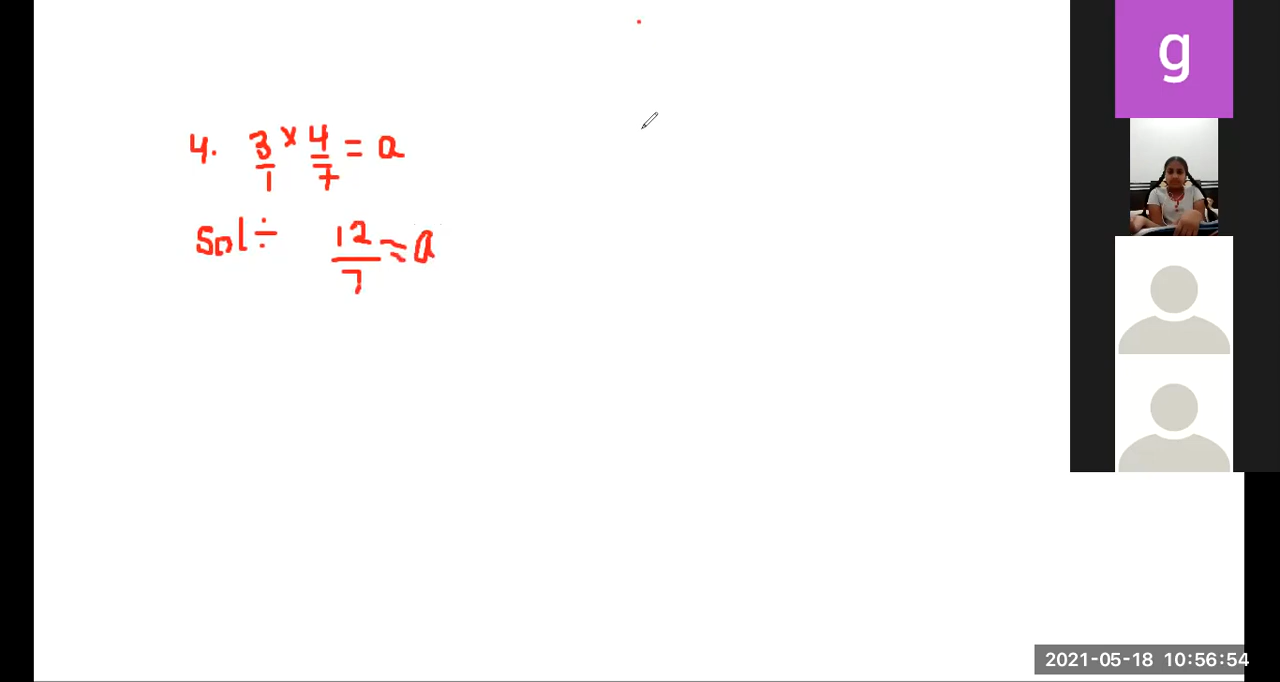 g
4. 3/1 × 4/7 = a
Sol ÷ 12/7 = a
2021-05-18 10:56:54